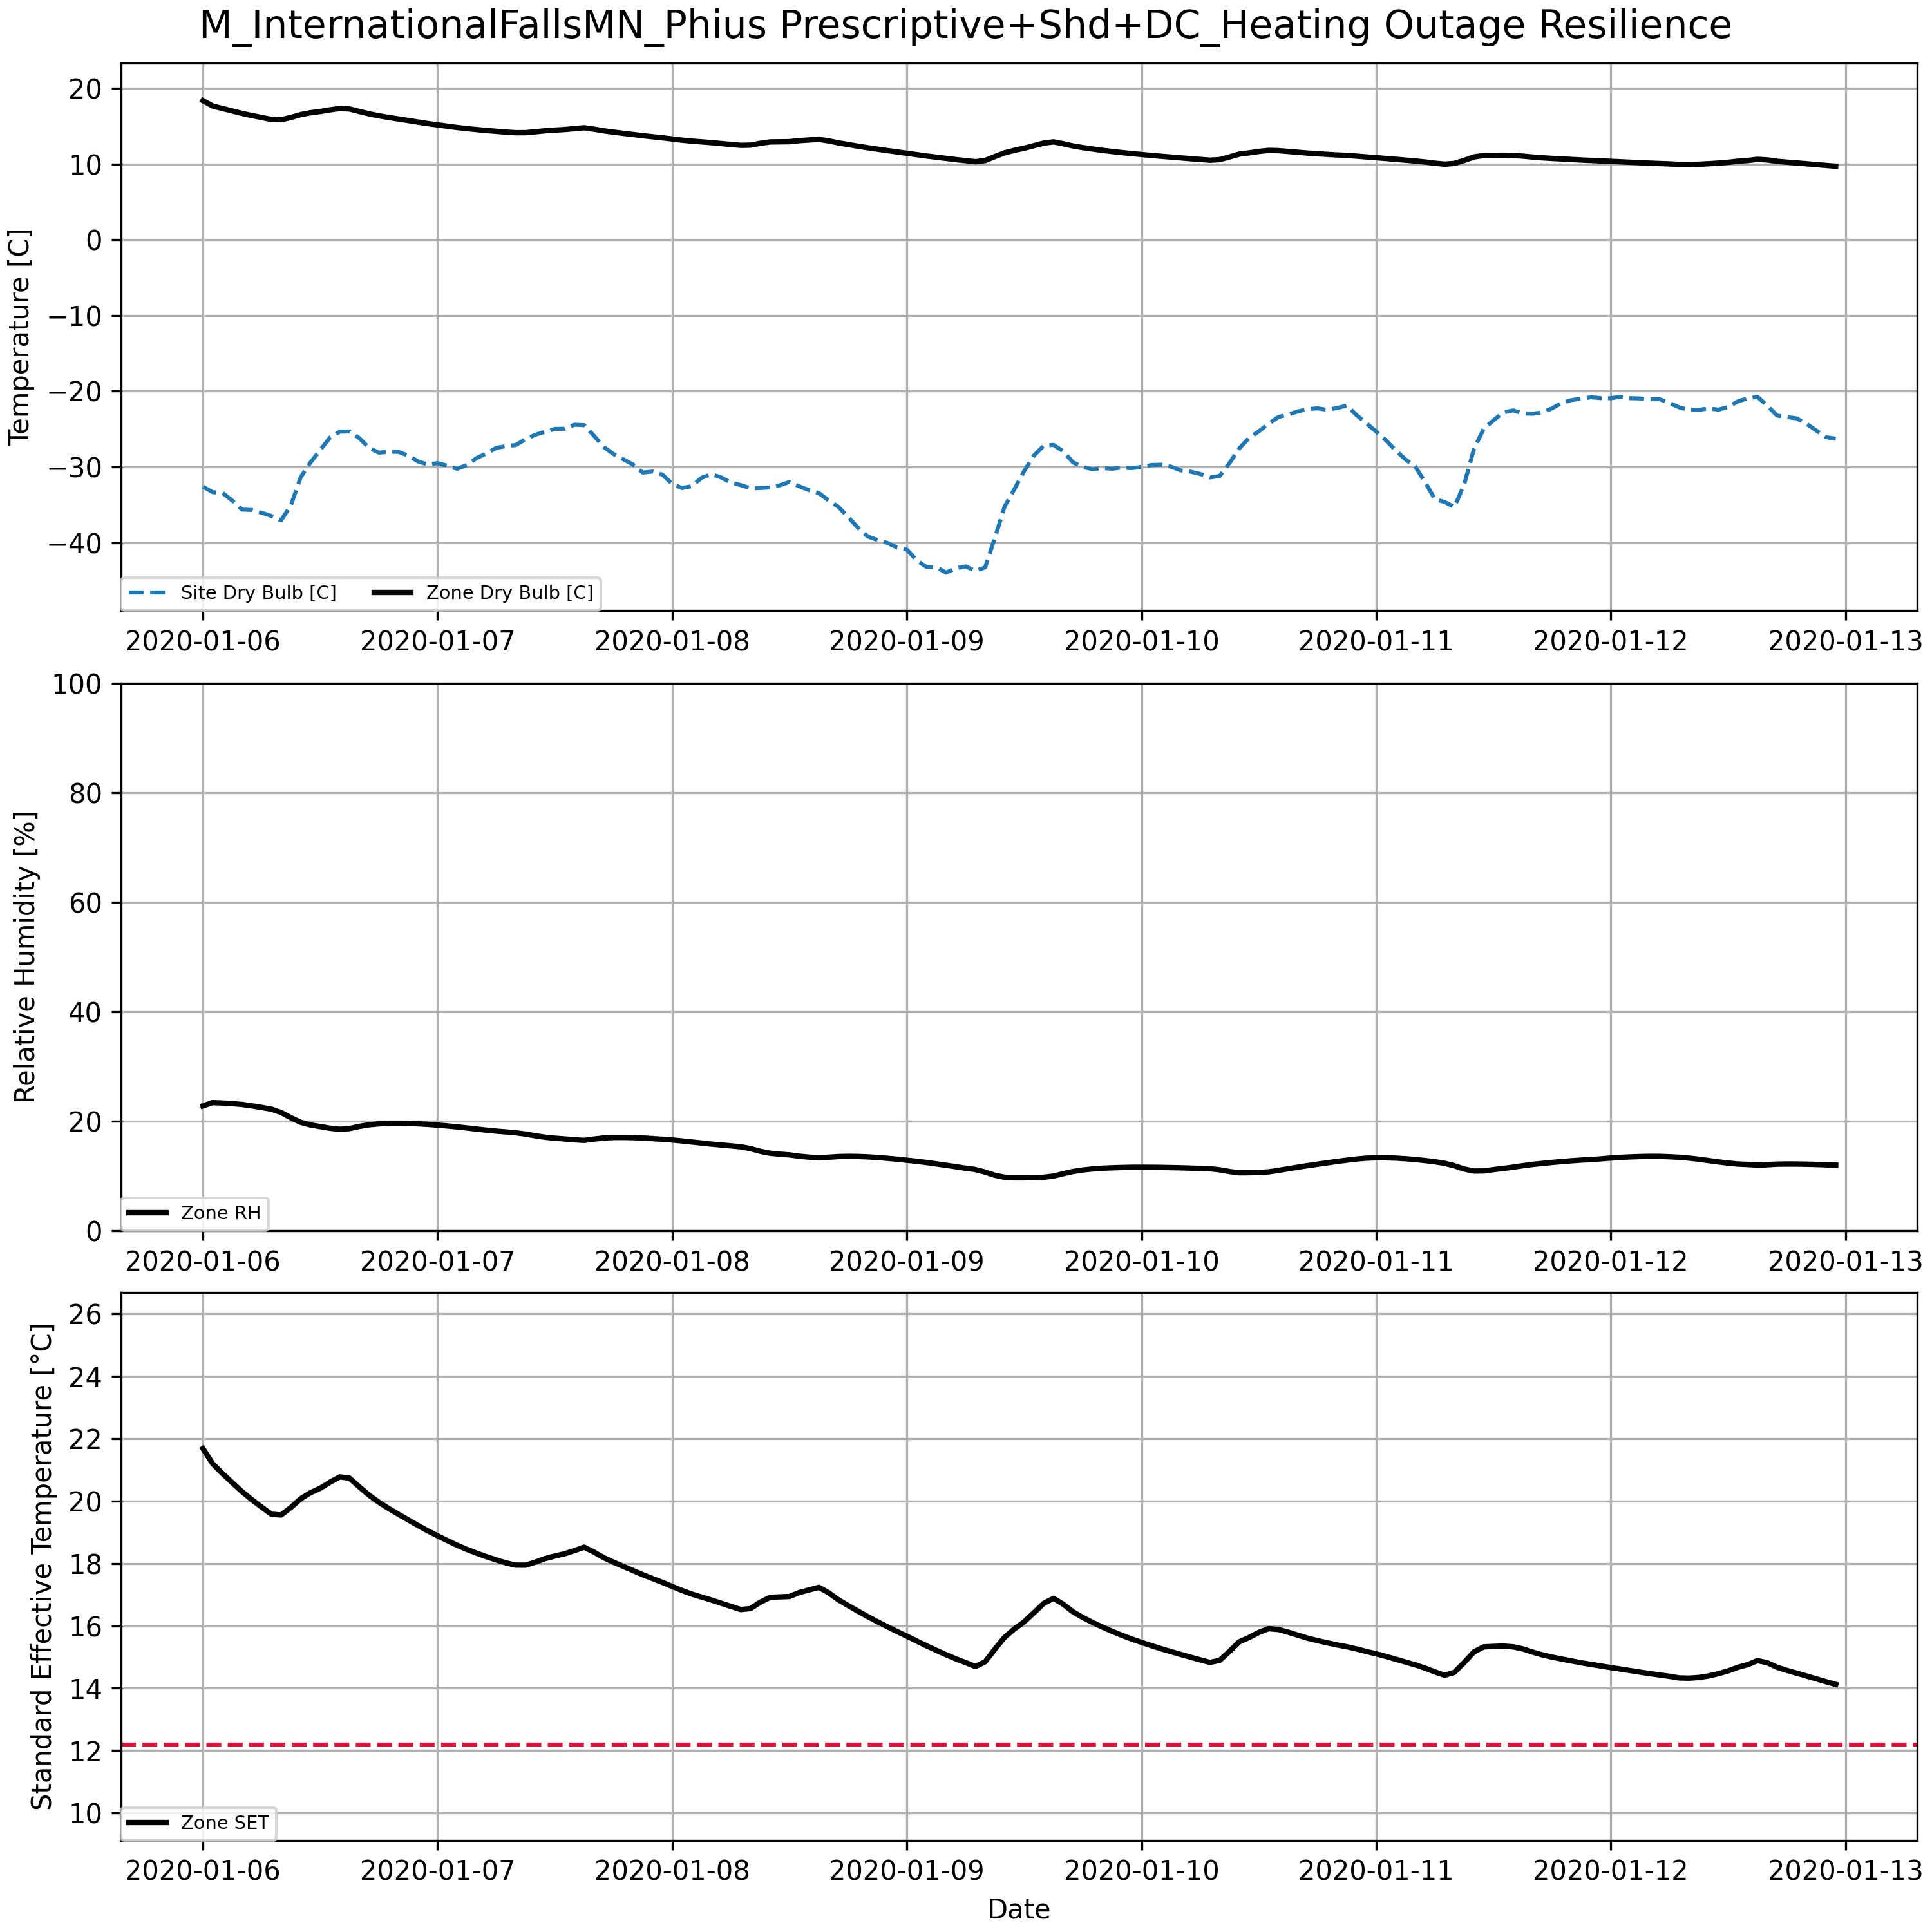 M_InternationalFallsMN_Phius Prescriptive+Shd+DC_Heating Outage Resilience
Temperature [C]
20
10
0
−10
−20
−30
−40
Site Dry Bulb [C] Zone Dry Bulb [C]
2020-01-06 2020-01-07 2020-01-08 2020-01-09 2020-01-10 2020-01-11 2020-01-12 2020-01-13
Relative Humidity [%]
100
80
60
40
20
0
Zone RH
2020-01-06 2020-01-07 2020-01-08 2020-01-09 2020-01-10 2020-01-11 2020-01-12 2020-01-13
Standard Effective Temperature [°C]
26
24
22
20
18
16
14
12
10
Zone SET
2020-01-06 2020-01-07 2020-01-08 2020-01-09 2020-01-10 2020-01-11 2020-01-12 2020-01-13
Date